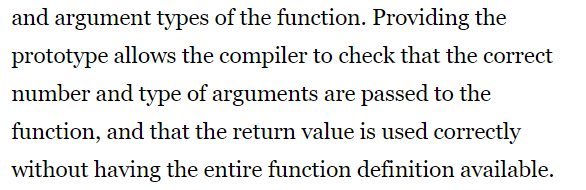 and argument types of the function. Providing the
prototype allows the compiler to check that the correct
number and type of arguments are passed to the
function, and that the return value is used correctly
without having the entire function definition available.